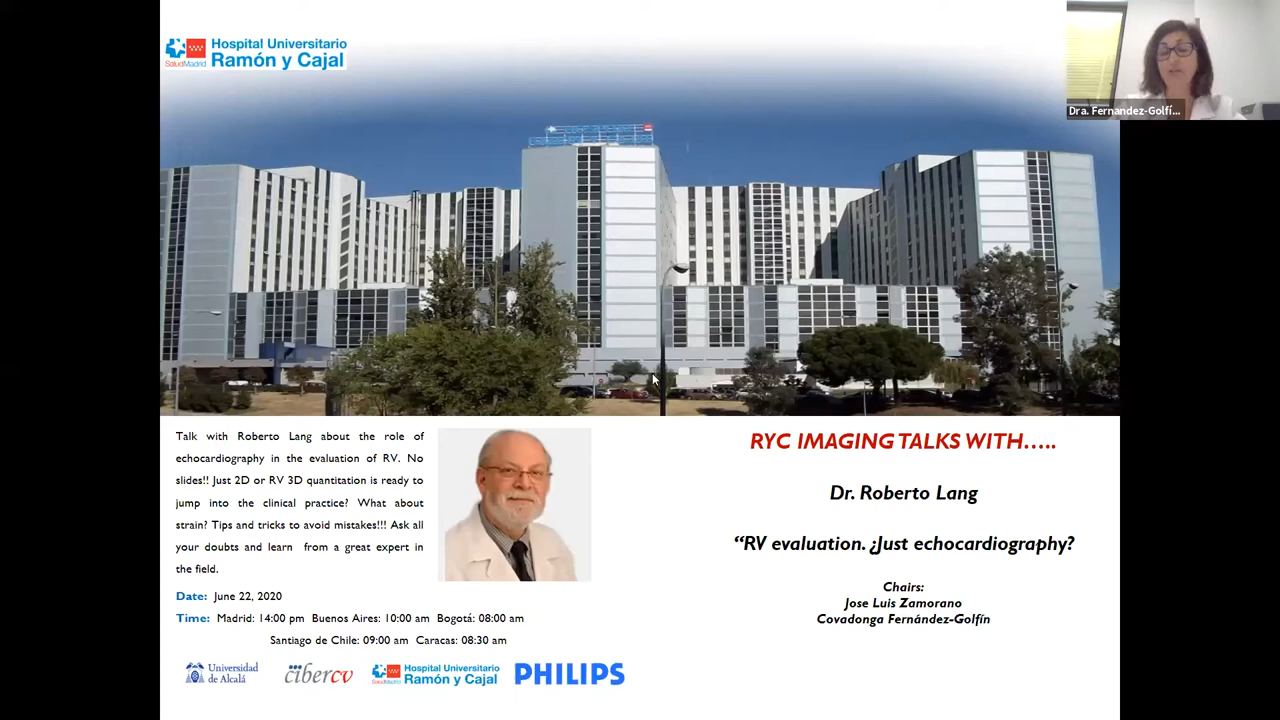 Hospital Universitario
Ramón y Cajal
SaludMadrid
Dra. Fernandez-Golfí...
Talk with Roberto Lang about the role of
echocardiography in the evaluation of RV. No
slides!! Just 2D or RV 3D quantitation is ready to
jump into the clinical practice? What about
strain? Tips and tricks to avoid mistakes!!! Ask all
your doubts and learn from a great expert in
the field.
Date: June 22, 2020
Time: Madrid: 14:00 pm Buenos Aires: 10:00 am Bogotá: 08:00 am
Santiago de Chile: 09:00 am Caracas: 08:30 am
Universidad
de Alcalá
cibercv
Hospital Universitario
Ramón y Cajal
SaludMadrid
PHILIPS
RYC IMAGING TALKS WITH…..
Dr. Roberto Lang
“RV evaluation. ¿Just echocardiography?
Chairs:
Jose Luis Zamorano
Covadonga Fernández-Golfín